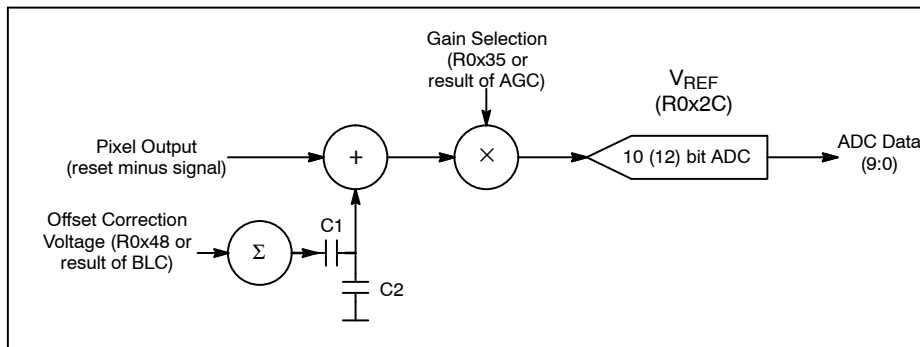 Gain Selection
(R0x35 or
result of AGC)
VREF
(R0x2C)
Pixel Output
(reset minus signal)
+
×
10 (12) bit ADC
ADC Data
(9:0)
Offset Correction
Voltage (R0x48 or
result of BLC)
Σ
C1
C2